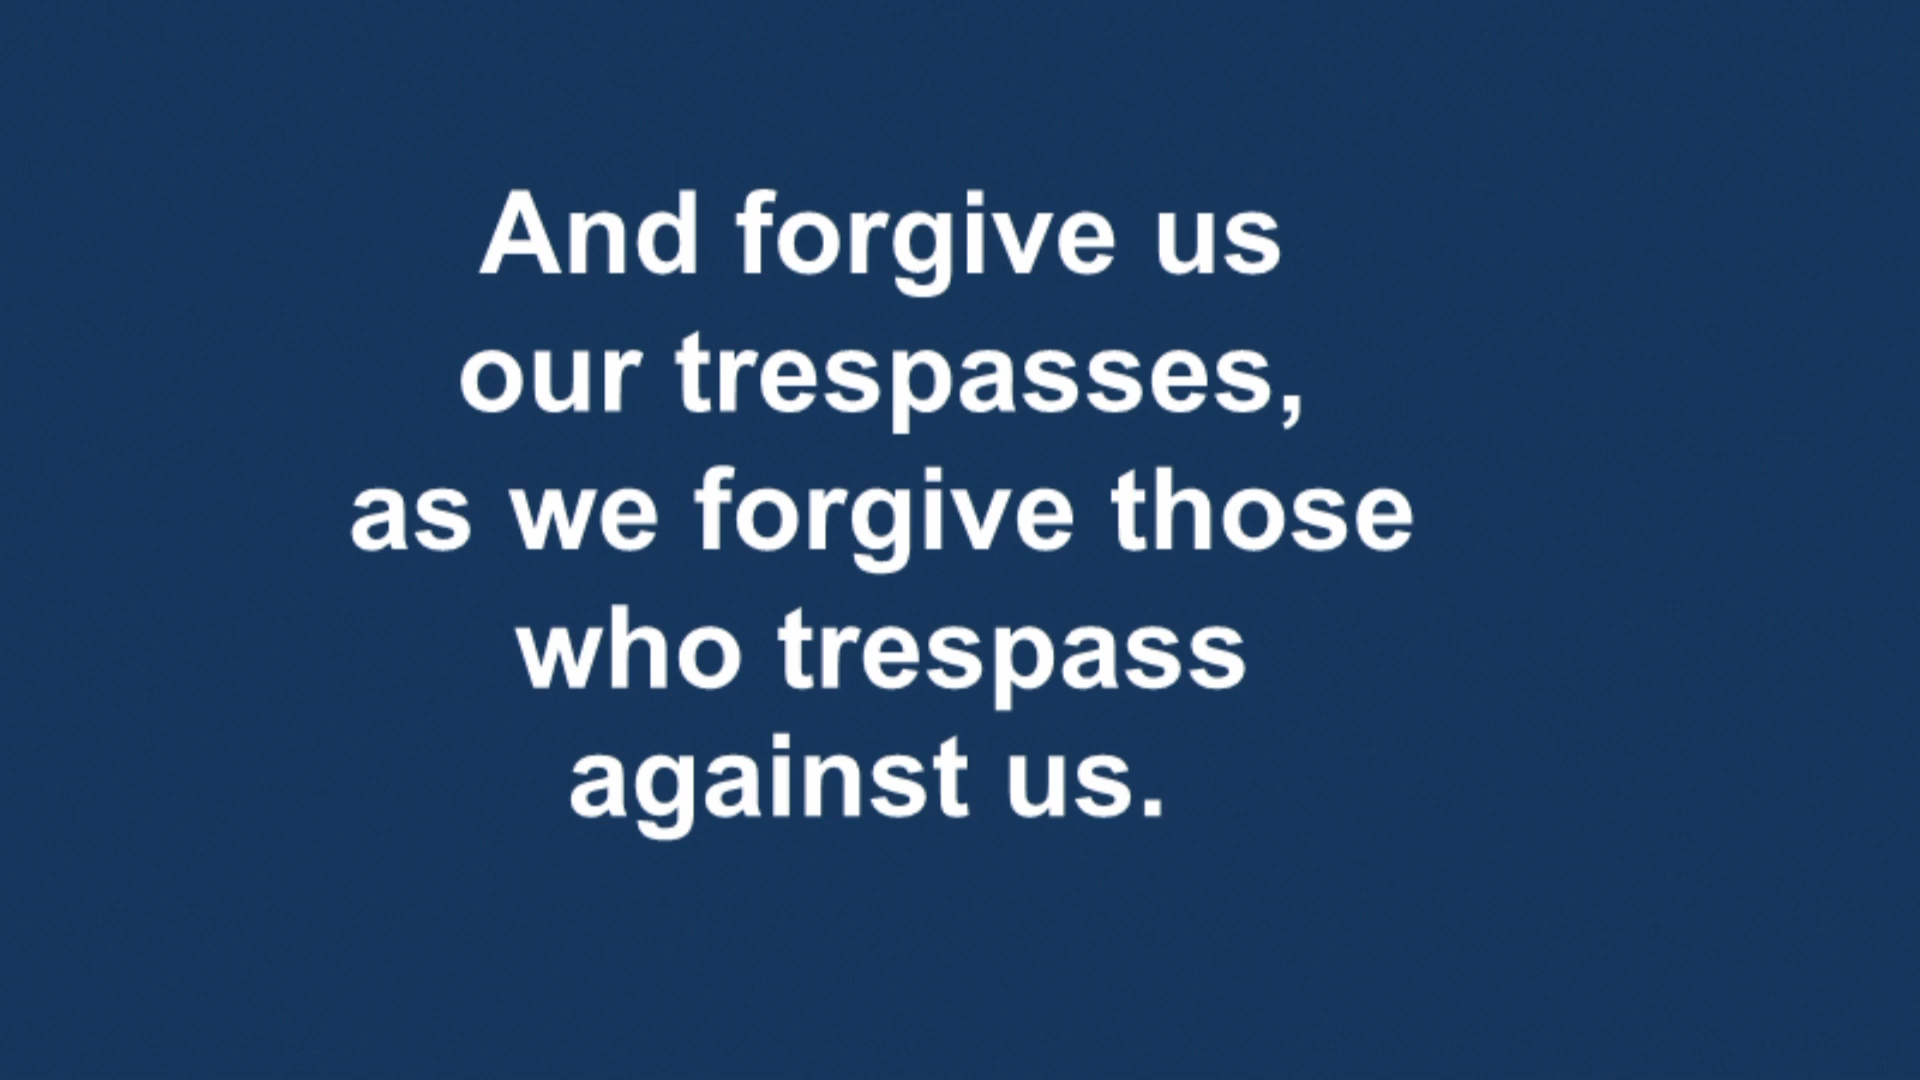 And forgive us
our trespasses,
as we forgive those
who trespass
against us.